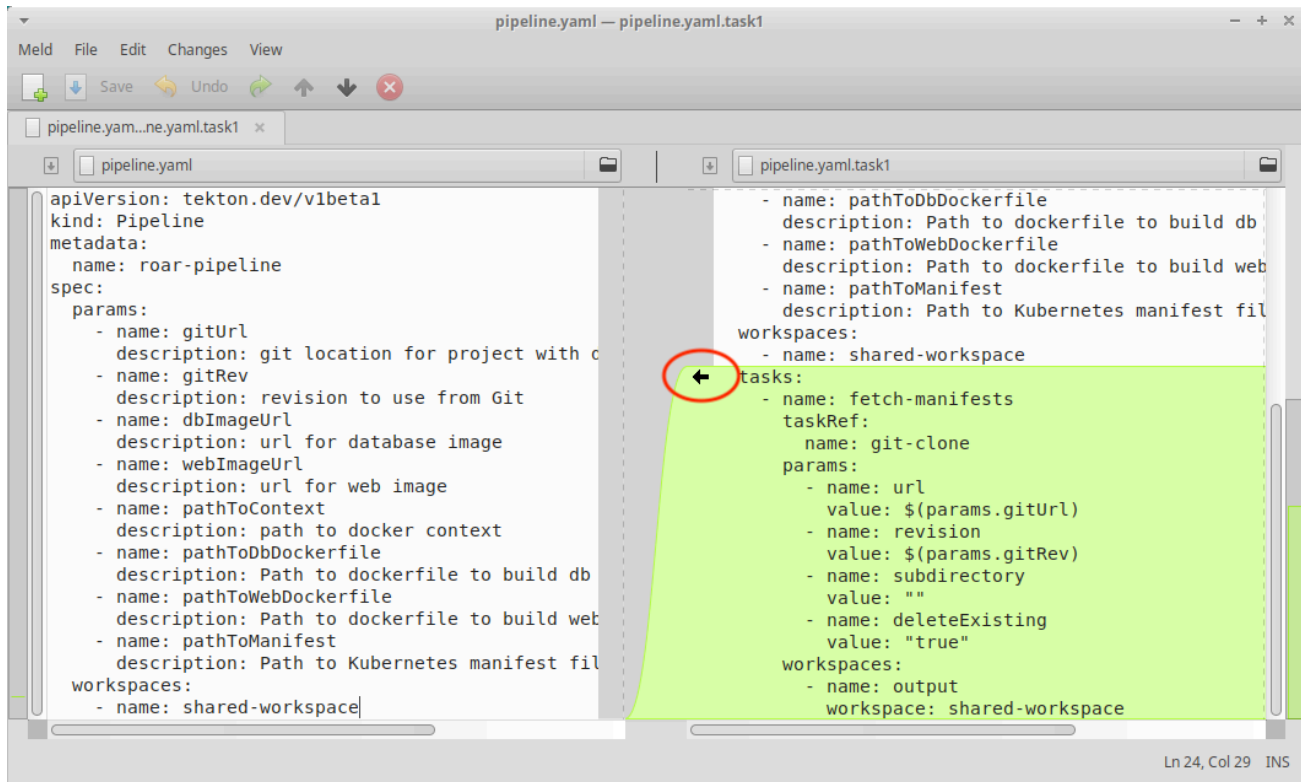 pipeline.yaml — pipeline.yaml.task1
Meld File Edit Changes View
Save Undo
pipeline.yam...ne.yaml.task1
pipeline.yaml
apiVersion: tekton.dev/v1beta1
kind: Pipeline
metadata:
  name: roar-pipeline
spec:
  params:
    - name: gitUrl
      description: git location for project with
    - name: gitRev
      description: revision to use from Git
    - name: dbImageUrl
      description: url for database image
    - name: webImageUrl
      description: url for web image
    - name: pathToContext
      description: path to docker context
    - name: pathToDbDockerfile
      description: Path to dockerfile to build db
    - name: pathToWebDockerfile
      description: Path to dockerfile to build web
    - name: pathToManifest
      description: Path to Kubernetes manifest fil
  workspaces:
    - name: shared-workspace
pipeline.yaml.task1
    - name: pathToDbDockerfile
      description: Path to dockerfile to build db
    - name: pathToWebDockerfile
      description: Path to dockerfile to build web
    - name: pathToManifest
      description: Path to Kubernetes manifest fil
  workspaces:
    - name: shared-workspace
  tasks:
    - name: fetch-manifests
      taskRef:
        name: git-clone
      params:
        - name: url
          value: $(params.gitUrl)
        - name: revision
          value: $(params.gitRev)
        - name: subdirectory
          value: ""
        - name: deleteExisting
          value: "true"
      workspaces:
        - name: output
          workspace: shared-workspace
Ln 24, Col 29 INS